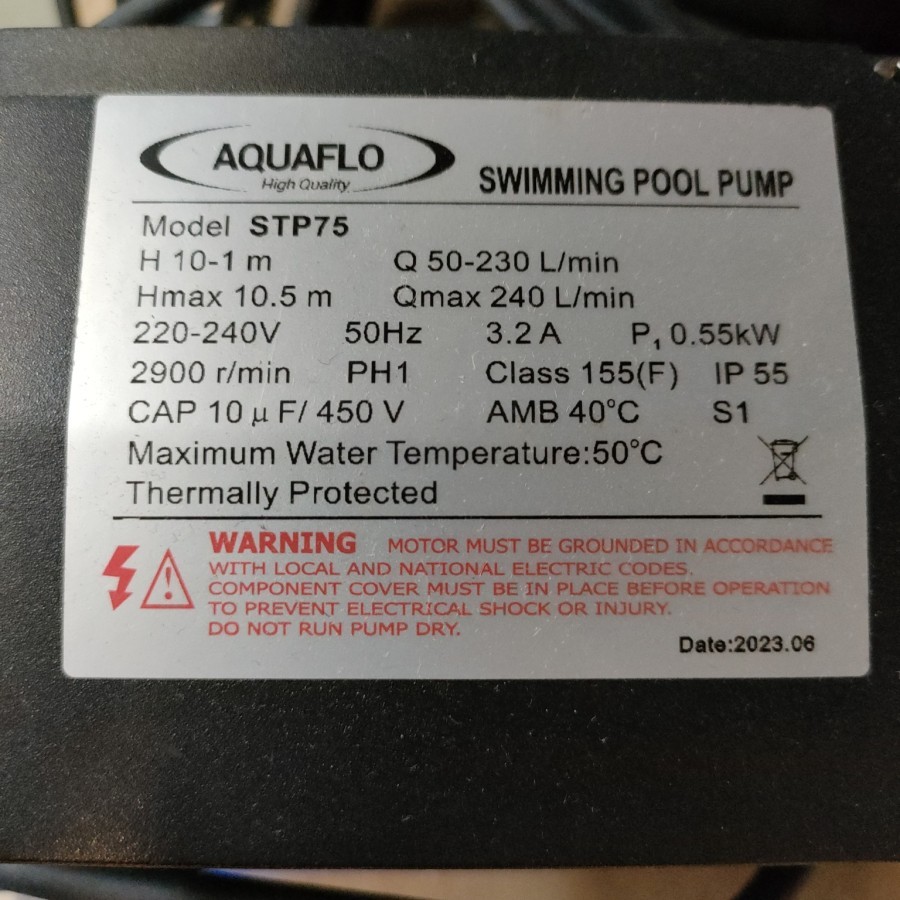 AQUAFLO
High Quality
SWIMMING POOL PUMP
Model STP75
H 10-1 m Q 50-230 L/min
Hmax 10.5 m Qmax 240 L/min
220-240V 50Hz 3.2 A P₁ 0.55kW
2900 r/min PH1 Class 155(F) IP 55
CAP 10 μF/ 450 V AMB 40°C S1
Maximum Water Temperature:50°C
Thermally Protected
WARNING MOTOR MUST BE GROUNDED IN ACCORDANCE
WITH LOCAL AND NATIONAL ELECTRIC CODES.
COMPONENT COVER MUST BE IN PLACE BEFORE OPERATION
TO PREVENT ELECTRICAL SHOCK OR INJURY.
DO NOT RUN PUMP DRY.
Date:2023.06